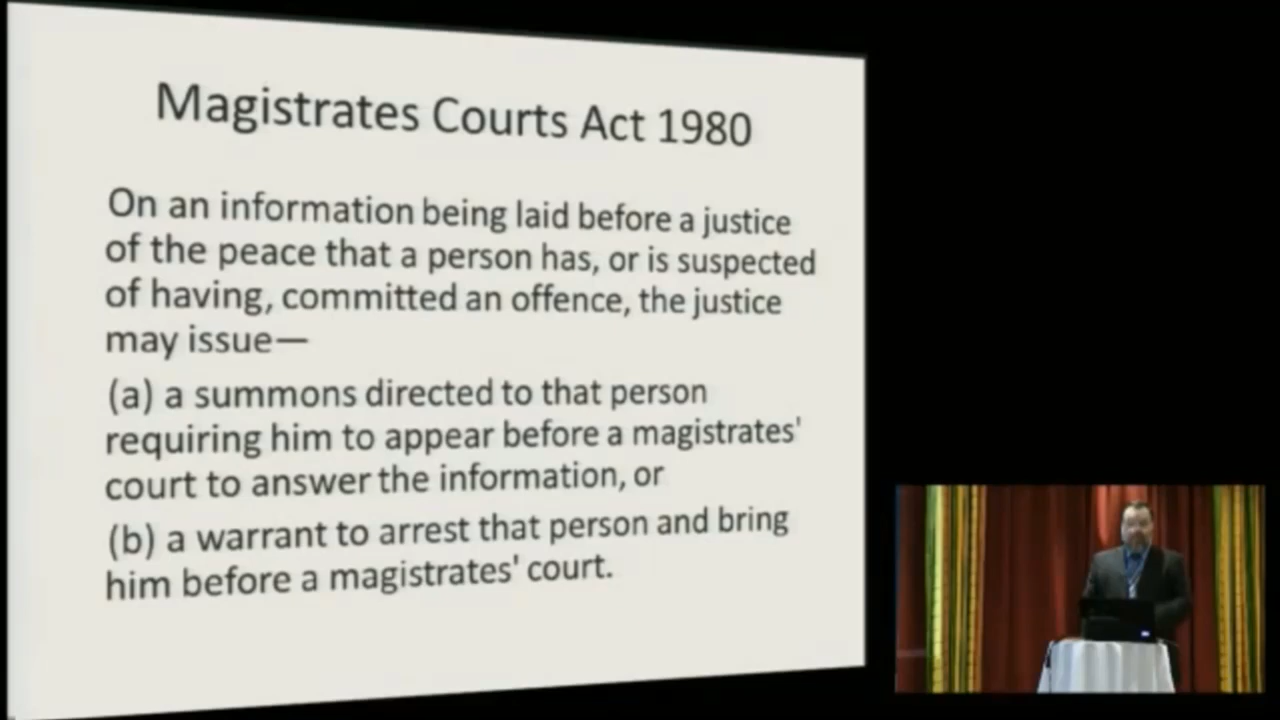 Magistrates Courts Act 1980
On an information being laid before a justice
of the peace that a person has, or is suspected
of having, committed an offence, the justice
may issue—
(a) a summons directed to that person
requiring him to appear before a magistrates'
court to answer the information, or
(b) a warrant to arrest that person and bring
him before a magistrates' court.